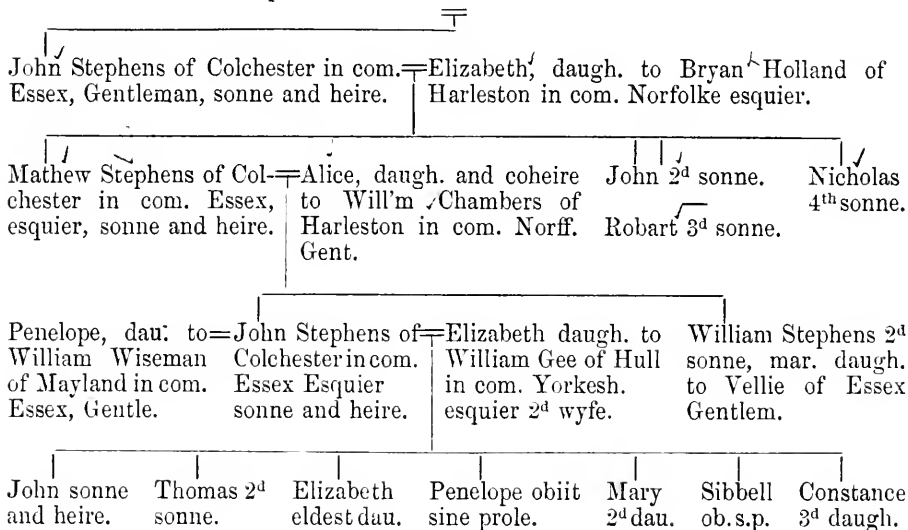 John Stephens of Colchester in com.
Essex, Gentleman, sonne and heire.
Elizabeth, daugh. to Bryan Holland of
Harleston in com. Norfolke esquier.
Mathew Stephens of Col-
chester in com. Essex,
esquier, sonne and heire.
Alice, daugh. and coheire
to Will'm Chambers of
Harleston in com. Norff.
Gent.
John 2d sonne.
Robart 3d sonne.
Nicholas
4th sonne.
Penelope, dau. to
William Wiseman
of Mayland in com.
Essex, Gentle.
John Stephens of
Colchester in com.
Essex Esquier
sonne and heire.
Elizabeth daugh. to
William Gee of Hull
in com. Yorkesh.
esquier 2d wyfe.
William Stephens 2d
sonne, mar. daugh.
to Vellie of Essex
Gentlem.
John sonne
and heire.
Thomas 2d
sonne.
Elizabeth
eldest dau.
Penelope obiit
sine prole.
Mary
2d dau.
Sibbell
ob. s.p.
Constance
3d daugh.